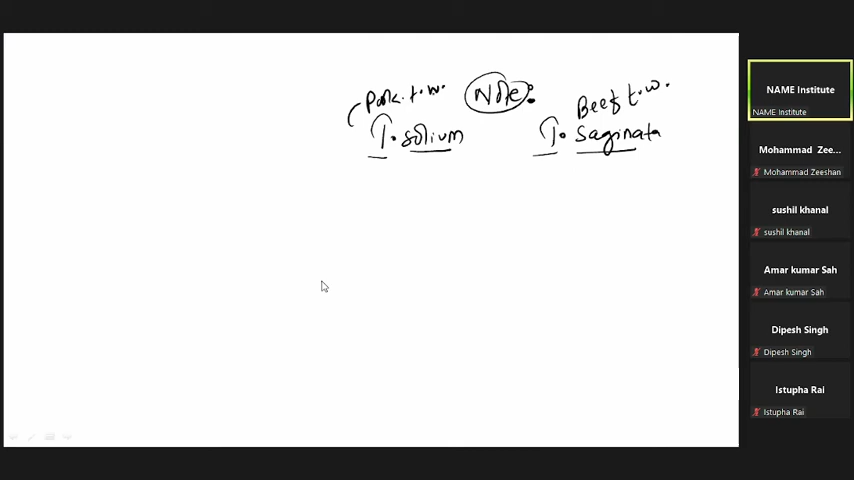 Pork. t.w. Note: Beef t.w.
T. solium T. Saginata
NAME Institute
NAME Institute
Mohammad Zee...
Mohammad Zeeshan
sushil khanal
sushil khanal
Amar kumar Sah
Amar kumar Sah
Dipesh Singh
Dipesh Singh
Istupha Rai
Istupha Rai